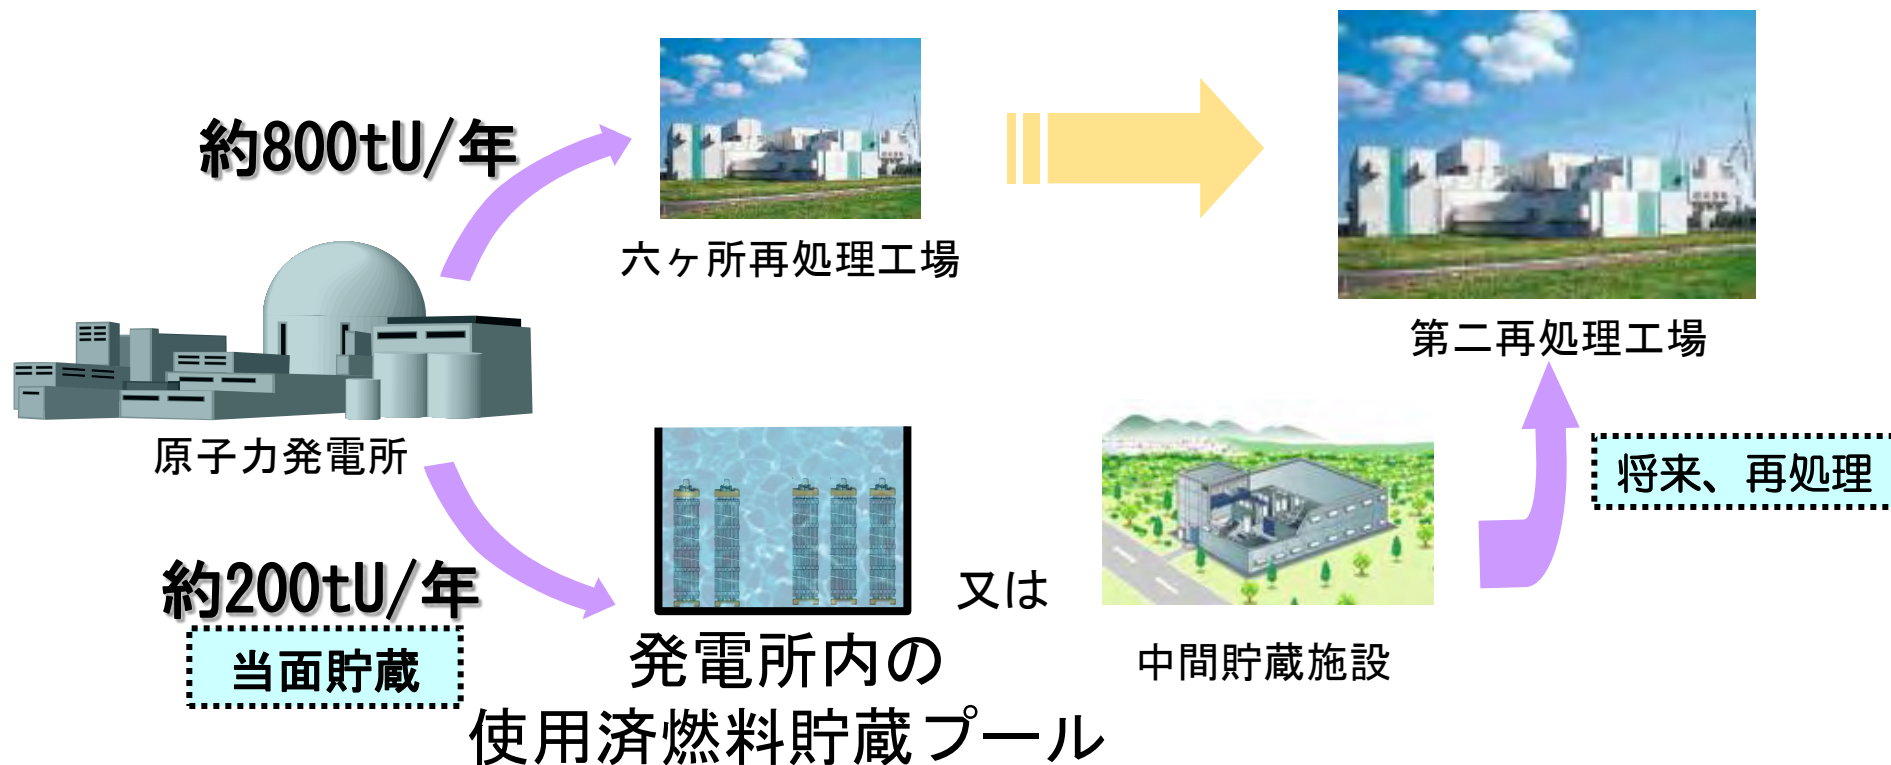 約800tU/年
六ヶ所再処理工場
第二再処理工場
原子力発電所
将来、再処理
約200tU/年
当面貯蔵
又は
発電所内の
使用済燃料貯蔵プール
中間貯蔵施設